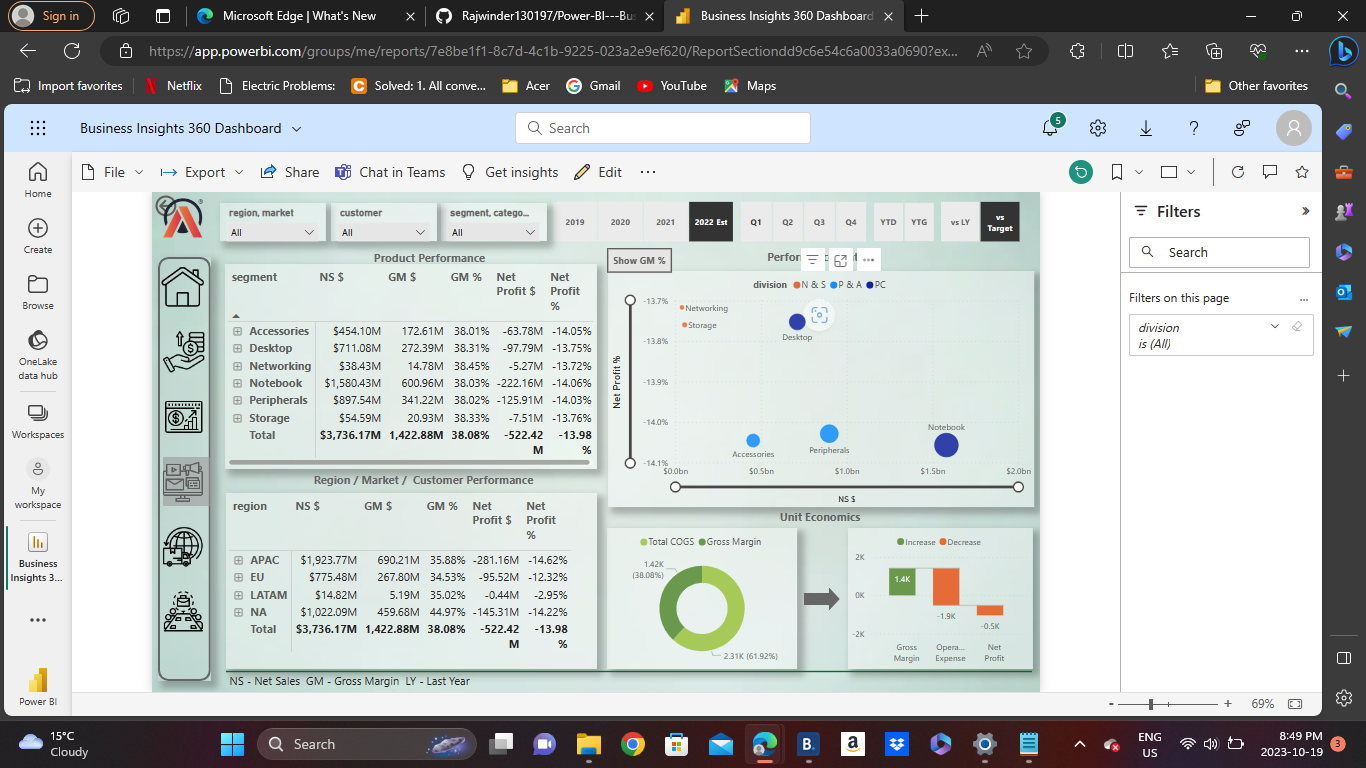 Sign in
Microsoft Edge | What's New
Rajwinder130197/Power-BI---Bu
Business Insights 360 Dashboard
https://app.powerbi.com/groups/me/reports/7e8be1f1-8c7d-4c1b-9225-023a2e9ef620/ReportSectiondd9c6e54c6a0033a0690?ex...
Import favorites
Netflix
Electric Problems:
Solved: 1. All conve...
Acer
Gmail
YouTube
Maps
Other favorites
Business Insights 360 Dashboard
Search
5
Home
Create
Browse
OneLake
data hub
Workspaces
My
workspace
Business
Insights 3...
Power BI
File
Export
Share
Chat in Teams
Get insights
Edit
region, market
All
customer
All
segment, catego...
All
2019
2020
2021
2022 Est
Q1
Q2
Q3
Q4
YTD
YTG
vs LY
vs
Target
Product Performance
segment NS $ GM $ GM % Net Profit $ Net Profit %
Accessories $454.10M 172.61M 38.01% -63.78M -14.05%
Desktop $711.08M 272.39M 38.31% -97.79M -13.75%
Networking $38.43M 14.78M 38.45% -5.27M -13.72%
Notebook $1,580.43M 600.96M 38.03% -222.16M -14.06%
Peripherals $897.54M 341.22M 38.02% -125.91M -14.03%
Storage $54.59M 20.93M 38.33% -7.51M -13.76%
Total $3,736.17M 1,422.88M 38.08% -522.42 M -13.98 %
Region / Market / Customer Performance
region NS $ GM $ GM % Net Profit $ Net Profit %
APAC $1,923.77M 690.21M 35.88% -281.16M -14.62%
EU $775.48M 267.80M 34.53% -95.52M -12.32%
LATAM $14.82M 5.19M 35.02% -0.44M -2.95%
NA $1,022.09M 459.68M 44.97% -145.31M -14.22%
Total $3,736.17M 1,422.88M 38.08% -522.42 M -13.98 %
NS - Net Sales GM - Gross Margin LY - Last Year
Show GM %
division N & S P & A PC
Net Profit %
-13.7%
-13.8%
-13.9%
-14.0%
-14.1%
Networking
Storage
Desktop
Accessories
Peripherals
Notebook
$0.0bn
$0.5bn
$1.0bn
$1.5bn
$2.0bn
NS $
Unit Economics
Total COGS Gross Margin
1.42K
(38.08%)
2.31K (61.92%)
Increase Decrease
2K
0K
-2K
1.4K
-1.9K
-0.5K
Gross
Margin
Opera...
Expense
Net
Profit
Filters
Search
Filters on this page
division
is (All)
69%
15°C
Cloudy
Search
B.
a
ENG
US
8:49 PM
2023-10-19
3